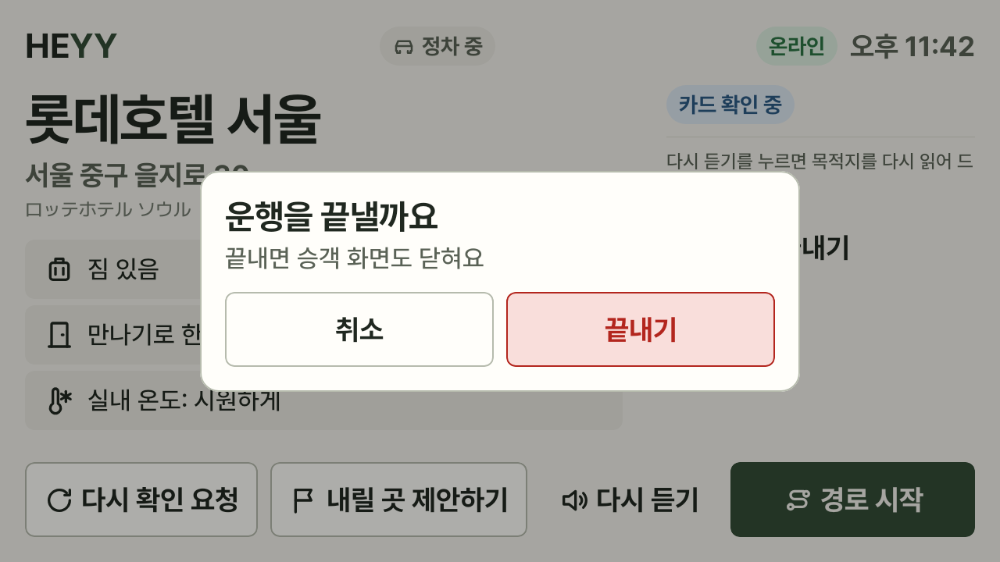 HEYY
정차 중
온라인
오후 11:42
롯데호텔 서울
카드 확인 중
서울 중구 을지로
다시 듣기를 누르면 목적지를 다시 읽어 드
ロッテホテル ソウル
운행을 끝낼까요
끝내면 승객 화면도 닫혀요
취소
끝내기
짐 있음
만나기로 한
실내 온도: 시원하게
다시 확인 요청
내릴 곳 제안하기
다시 듣기
경로 시작